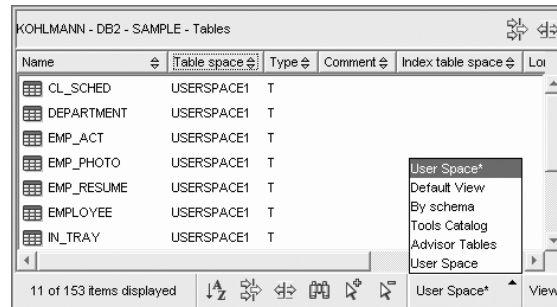 KOHLMANN - DB2 - SAMPLE - Tables
Name Table space Type Comment Index table space
CL_SCHED USERSPACE1 T
DEPARTMENT USERSPACE1 T
EMP_ACT USERSPACE1 T
EMP_PHOTO USERSPACE1 T
EMP_RESUME USERSPACE1 T
EMPLOYEE USERSPACE1 T
IN_TRAY USERSPACE1 T
User Space*
Default View
By schema
Tools Catalog
Advisor Tables
User Space
11 of 153 items displayed User Space* View